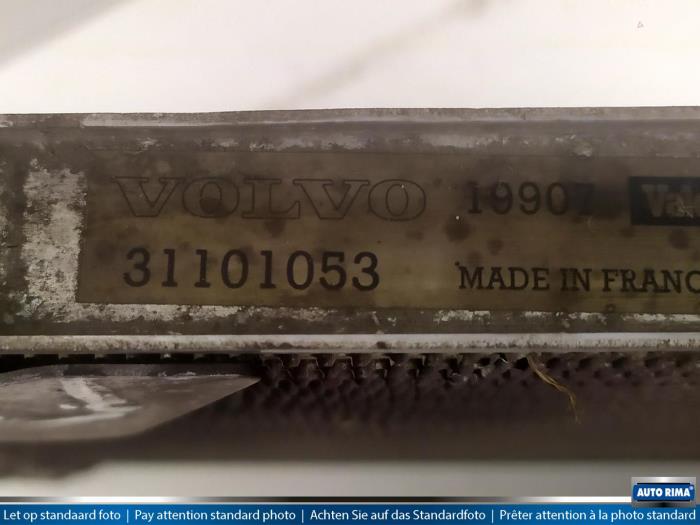 VOLVO 19907
31101053 MADE IN FRANC
AUTO RIMA
Let op standaard foto | Pay attention standard photo | Achten Sie auf das Standardfoto | Prêter attention à la photo standard